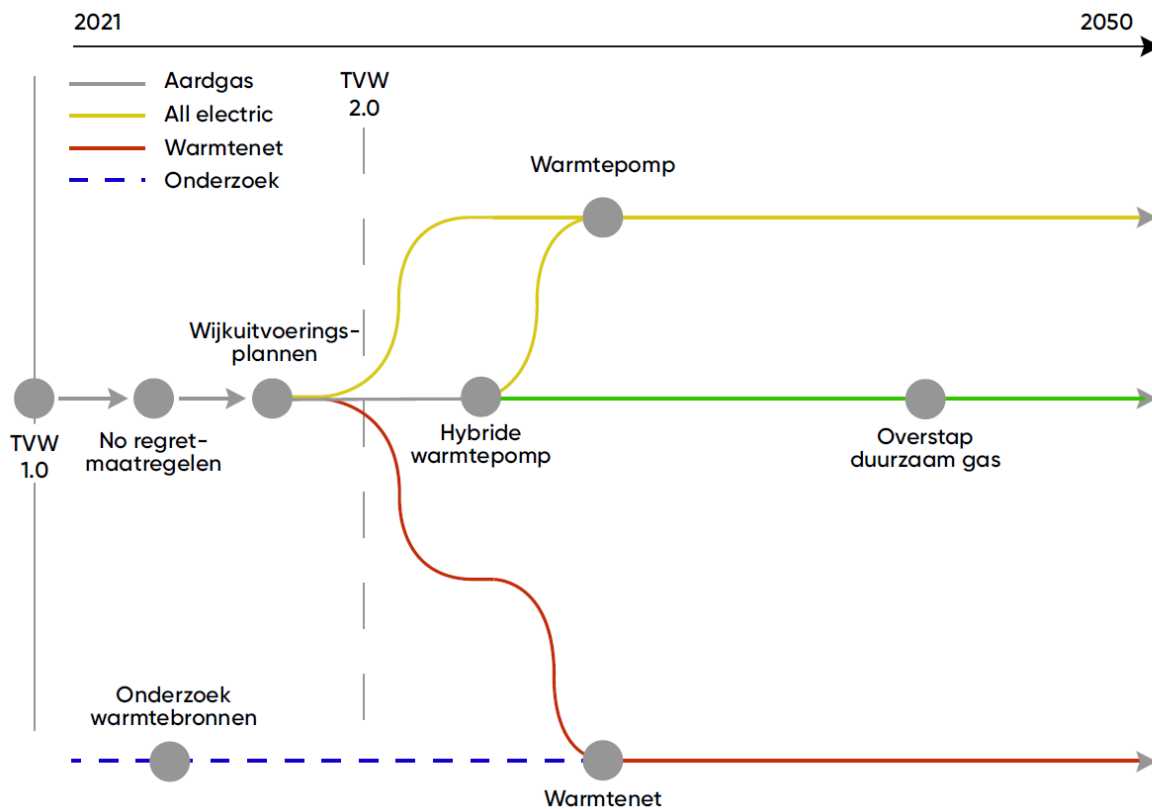 2021
2050
Aardgas
All electric
Warmtenet
Onderzoek
TVW
2.0
Warmtepomp
Wijkuitvoerings-
plannen
TVW
1.0
No regret-
maatregelen
Hybride
warmtepomp
Overstap
duurzaam gas
Onderzoek
warmtebronnen
Warmtenet